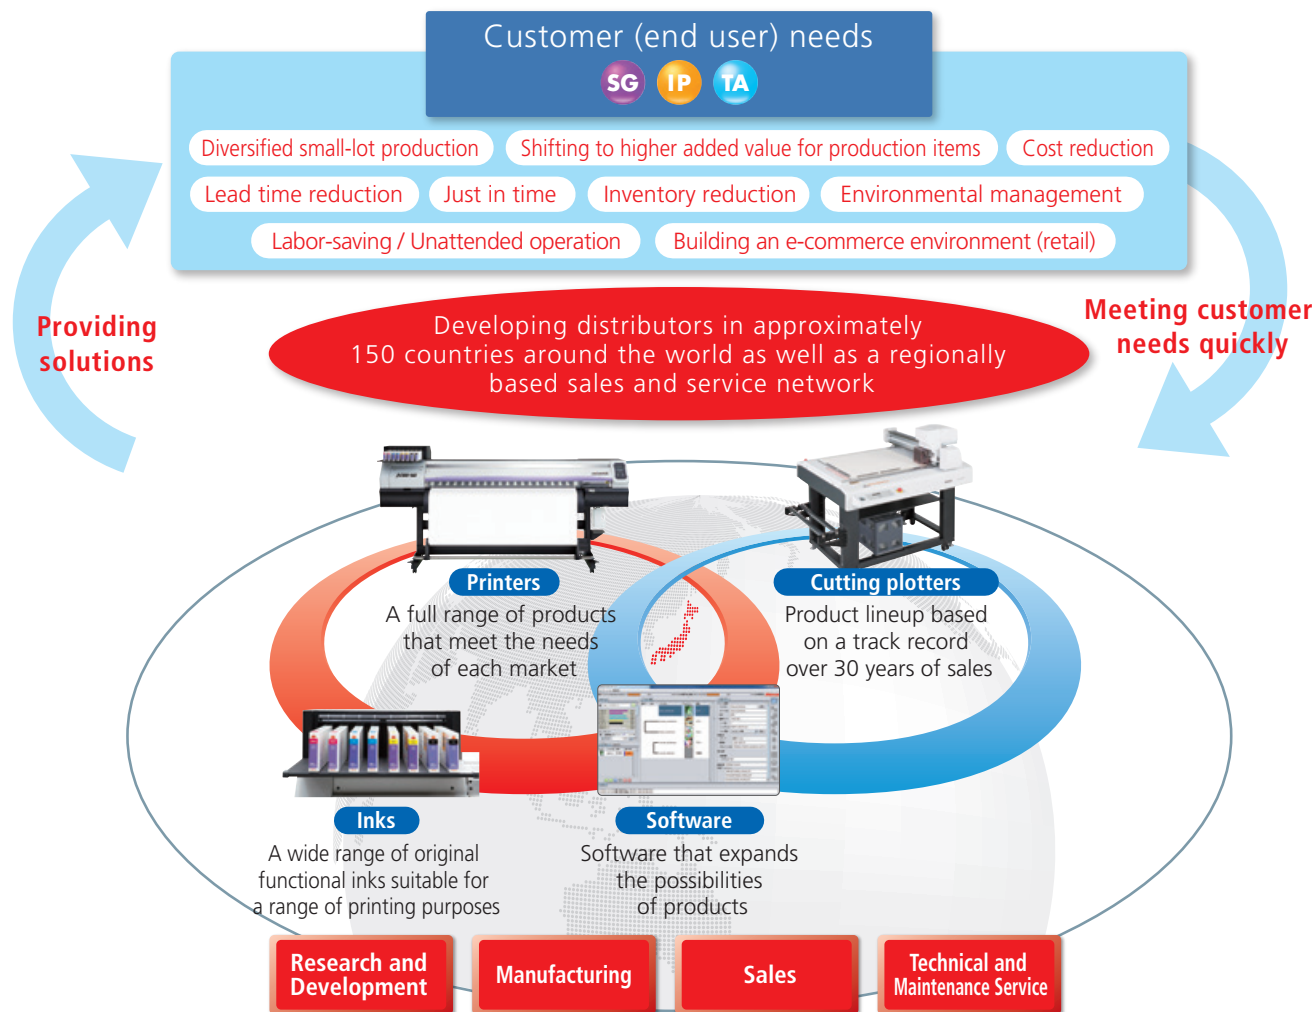 Customer (end user) needs
SG IP TA
Diversified small-lot production
Shifting to higher added value for production items
Cost reduction
Lead time reduction
Just in time
Inventory reduction
Environmental management
Labor-saving / Unattended operation
Building an e-commerce environment (retail)
Providing
solutions
Meeting customer
needs quickly
Developing distributors in approximately
150 countries around the world as well as a regionally
based sales and service network
Printers
A full range of products
that meet the needs
of each market
Cutting plotters
Product lineup based
on a track record
over 30 years of sales
Inks
A wide range of original
functional inks suitable for
a range of printing purposes
Software
Software that expands
the possibilities
of products
Research and
Development
Manufacturing
Sales
Technical and
Maintenance Service